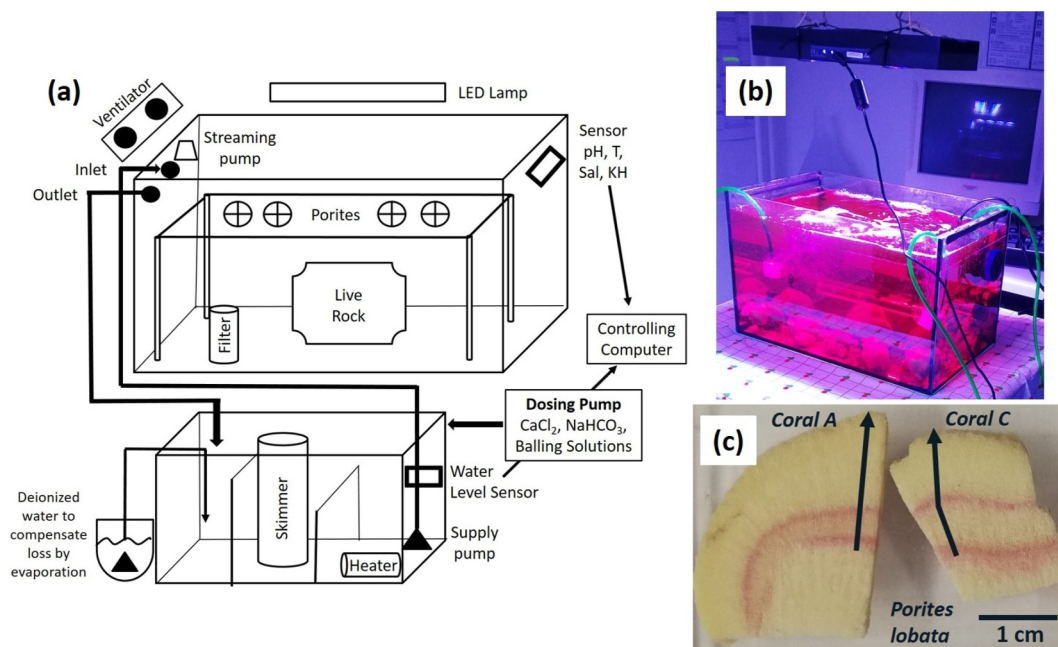 (a)
LED Lamp
Ventilator
Streaming
pump
Inlet
Outlet
Sensor
pH, T,
Sal, KH
Porites
Live
Rock
Filter
Controlling
Computer
Dosing Pump
CaCl₂, NaHCO₃,
Balling Solutions
Water
Level Sensor
Skimmer
Supply
pump
Heater
Deionized
water to
compensate
loss by
evaporation
(b)
(c)
Coral A
Coral C
Porites
lobata
1 cm